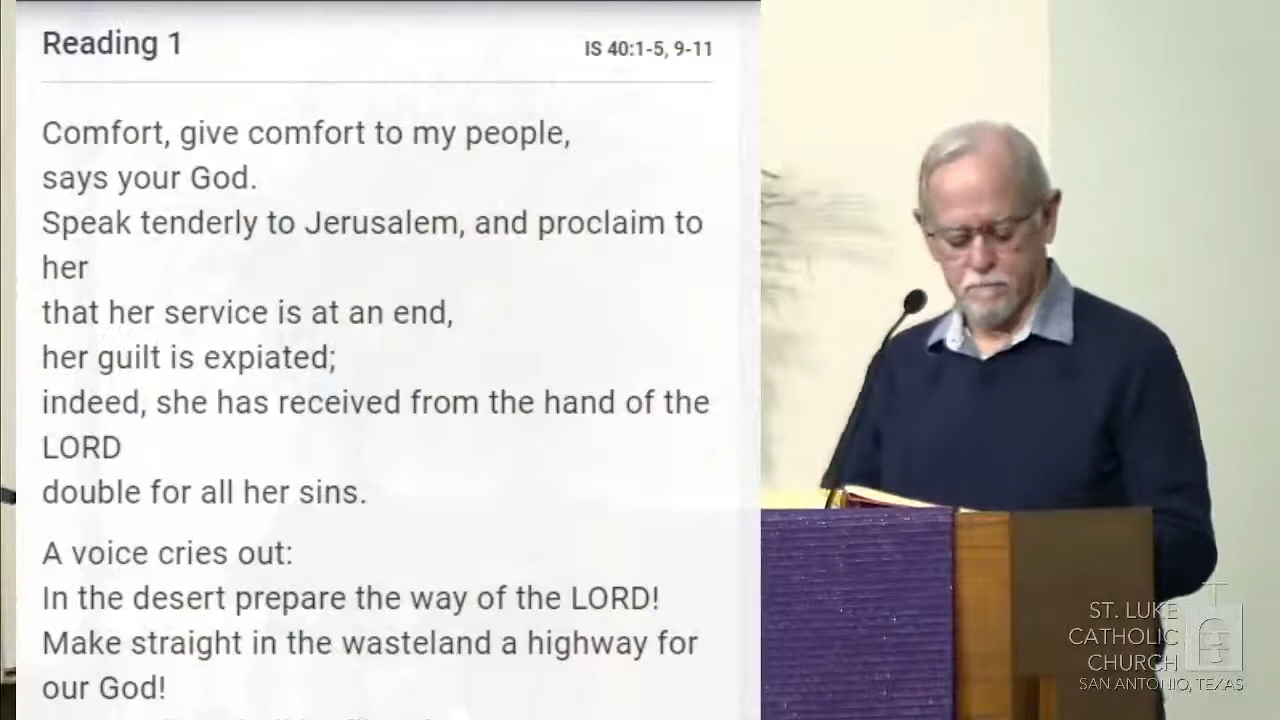 Reading 1
IS 40:1-5, 9-11
Comfort, give comfort to my people,
says your God.
Speak tenderly to Jerusalem, and proclaim to
her
that her service is at an end,
her guilt is expiated;
indeed, she has received from the hand of the
LORD
double for all her sins.
A voice cries out:
In the desert prepare the way of the LORD!
Make straight in the wasteland a highway for
our God!
ST. LUKE
CATHOLIC
CHURCH
SAN ANTONIO, TEXAS